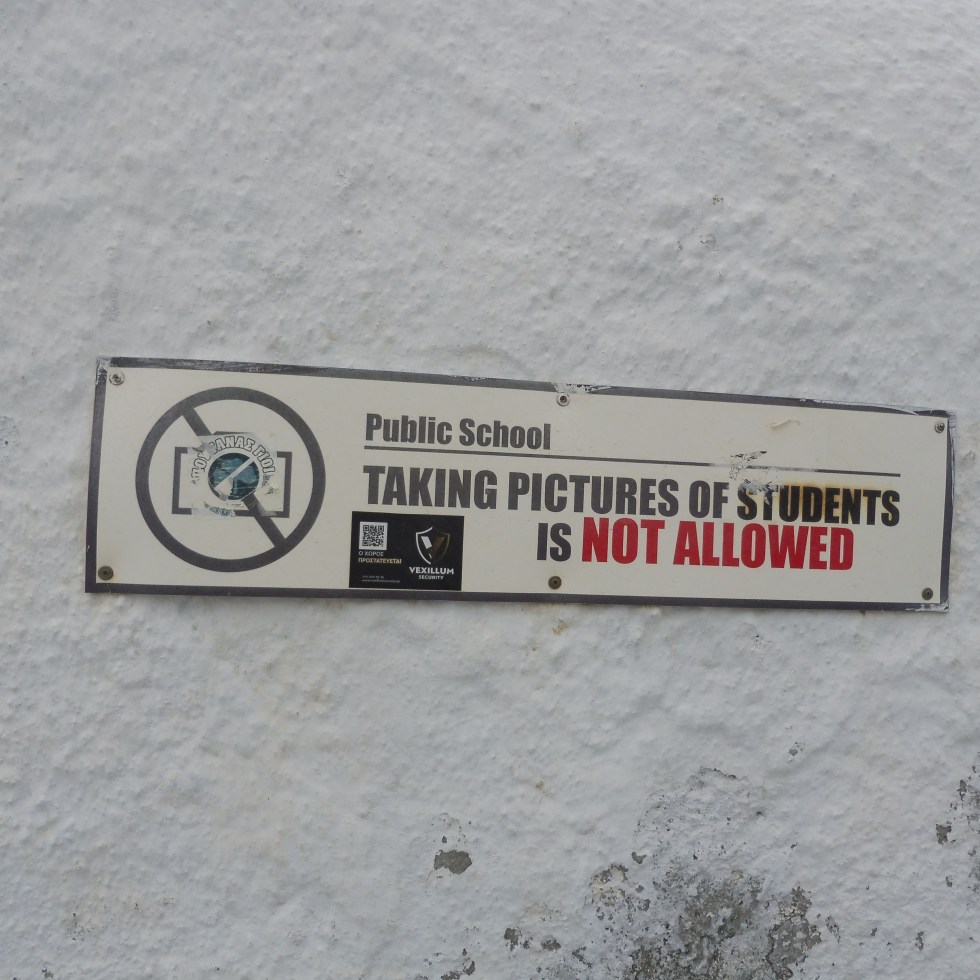 Public School
TAKING PICTURES OF STUDENTS
IS NOT ALLOWED
Ο ΧΩΡΟΣ
ΠΡΟΣΤΑΤΕΥΕΤΑΙ
VEXILLUM
SECURITY